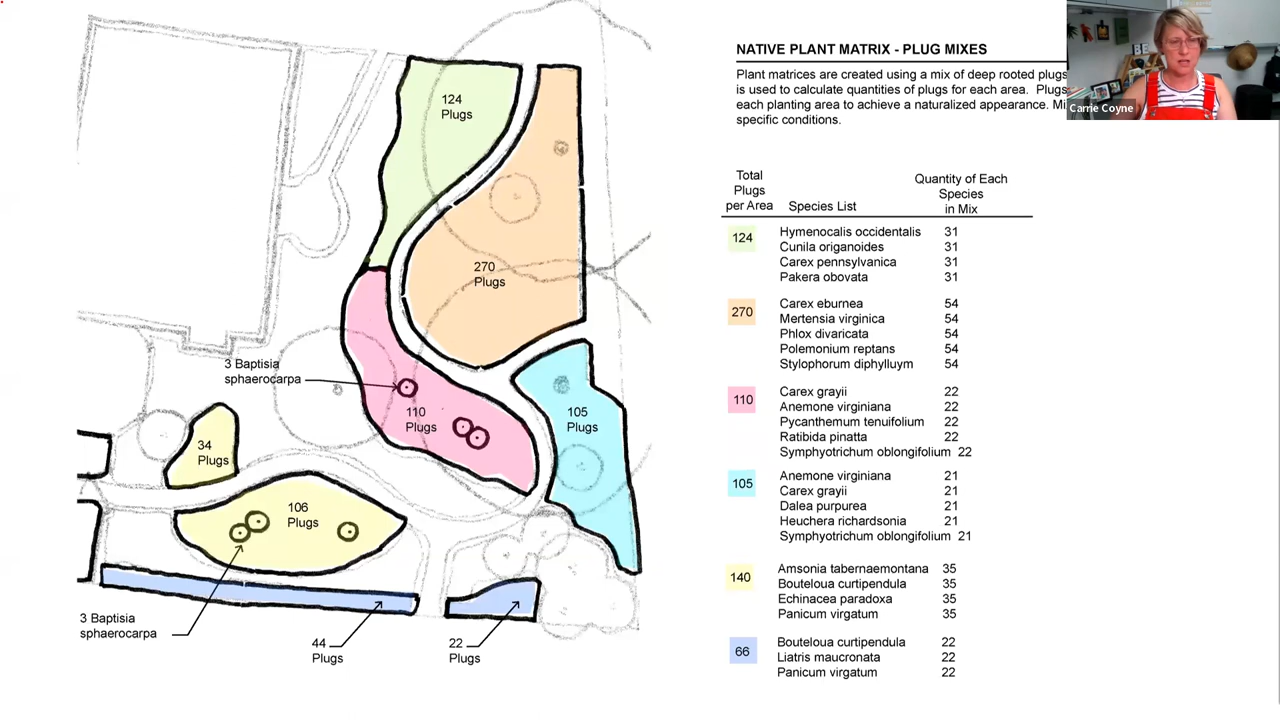 NATIVE PLANT MATRIX - PLUG MIXES
Plant matrices are created using a mix of deep rooted plugs
is used to calculate quantities of plugs for each area. Plugs
each planting area to achieve a naturalized appearance. Mi
specific conditions.
Carrie Coyne
BE
124
Plugs
270
Plugs
3 Baptisia
sphaerocarpa
110
Plugs
105
Plugs
34
Plugs
106
Plugs
3 Baptisia
sphaerocarpa
44
Plugs
22
Plugs
Total
Plugs
per Area
Species List
Quantity of Each
Species
in Mix
124
Hymenocalis occidentalis 31
Cunila origanoides 31
Carex pennsylvanica 31
Pakera obovata 31
270
Carex eburnea 54
Mertensia virginica 54
Phlox divaricata 54
Polemonium reptans 54
Stylophorum diphylluym 54
110
Carex grayii 22
Anemone virginiana 22
Pycanthemum tenuifolium 22
Ratibida pinatta 22
Symphyotrichum oblongifolium 22
105
Anemone virginiana 21
Carex grayii 21
Dalea purpurea 21
Heuchera richardsonia 21
Symphyotrichum oblongifolium 21
140
Amsonia tabernaemontana 35
Bouteloua curtipendula 35
Echinacea paradoxa 35
Panicum virgatum 35
66
Bouteloua curtipendula 22
Liatris maucronata 22
Panicum virgatum 22